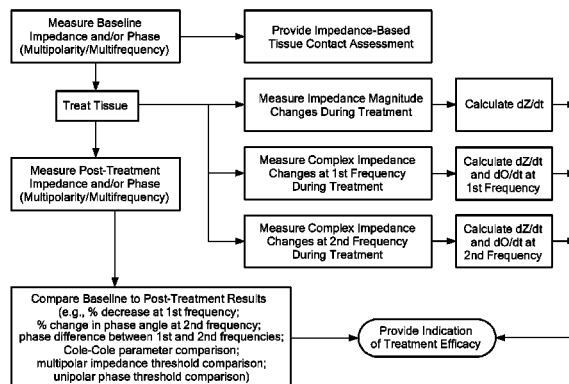 Measure Baseline
Impedance and/or Phase
(Multipolarity/Multifrequency)
Provide Impedance-Based
Tissue Contact Assessment
Treat Tissue
Measure Impedance Magnitude
Changes During Treatment
Calculate dZ/dt
Measure Post-Treatment
Impedance and/or Phase
(Multipolarity/Multifrequency)
Measure Complex Impedance
Changes at 1st Frequency
During Treatment
Calculate dZ/dt
and dO/dt at
1st Frequency
Measure Complex Impedance
Changes at 2nd Frequency
During Treatment
Calculate dZ/dt
and dO/dt at
2nd Frequency
Compare Baseline to Post-Treatment Results
(e.g., % decrease at 1st frequency;
% change in phase angle at 2nd frequency;
phase difference between 1st and 2nd frequencies;
Cole-Cole parameter comparison;
multipolar impedance threshold comparison;
unipolar phase threshold comparison)
Provide Indication
of Treatment Efficacy